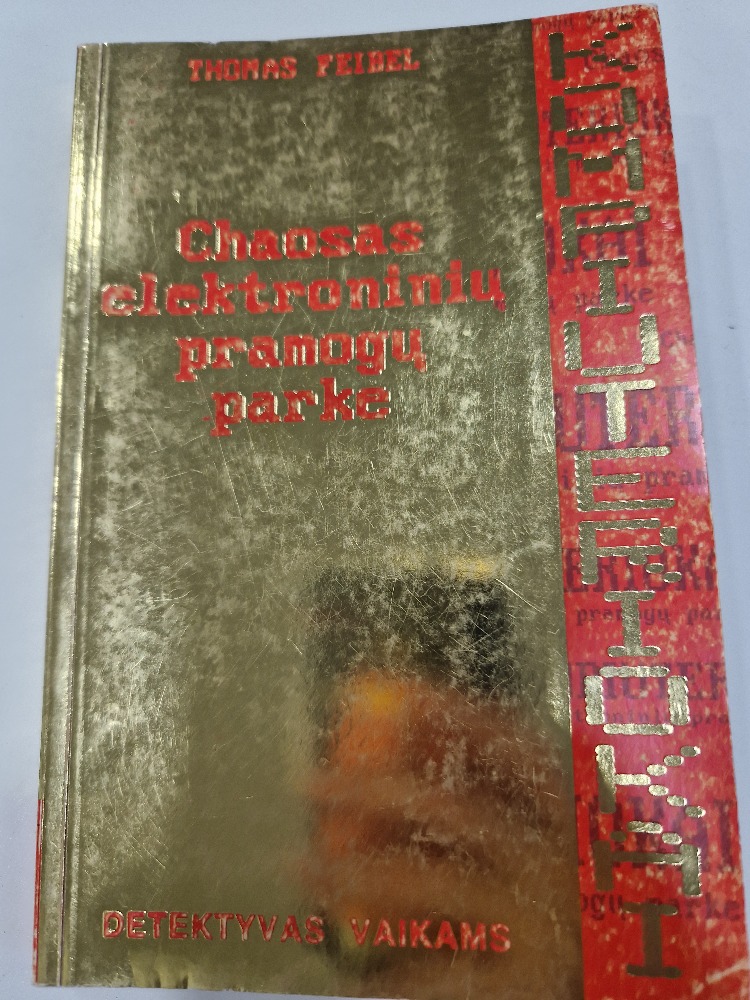 THOMAS FEIBEL
Chaosas
elektroninių
pramogų
parke
DETEKTYVAS VAIKAMS
KOMPIUTERIOKAI